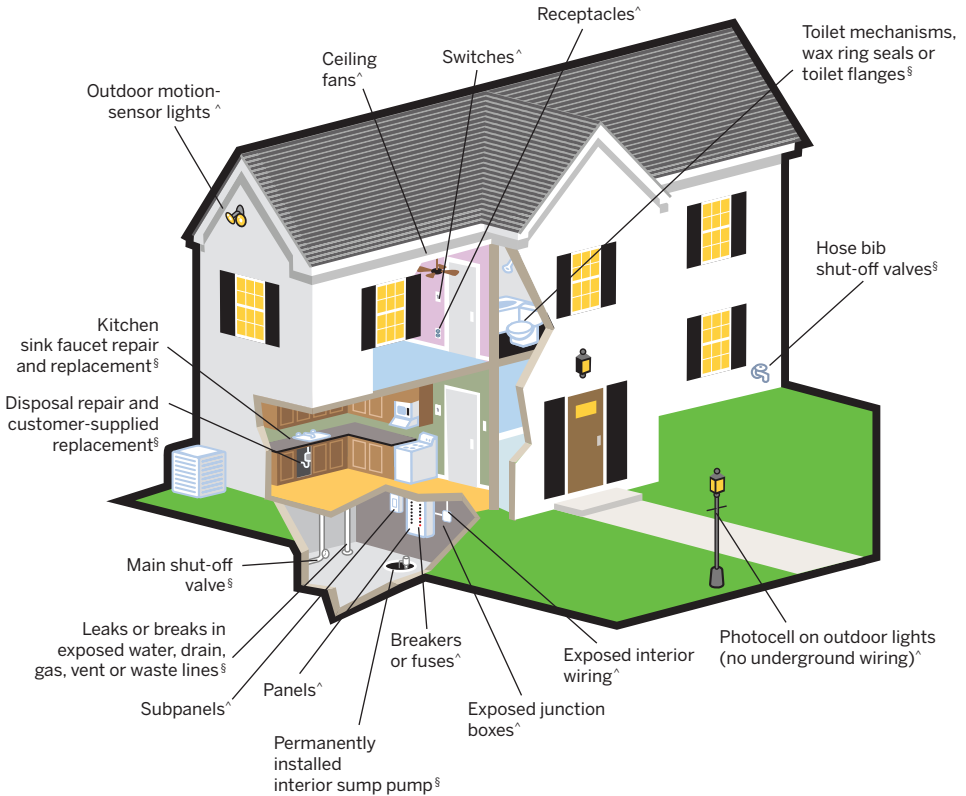 Receptacles^
Switches^
Ceiling
fans^
Toilet mechanisms,
wax ring seals or
toilet flanges§
Outdoor motion-
sensor lights ^
Hose bib
shut-off valves§
Kitchen
sink faucet repair
and replacement§
Disposal repair and
customer-supplied
replacement§
Main shut-off
valve§
Leaks or breaks in
exposed water, drain,
gas, vent or waste lines§
Subpanels^
Panels^
Permanently
installed
interior sump pump§
Breakers
or fuses^
Exposed junction
boxes^
Exposed interior
wiring^
Photocell on outdoor lights
(no underground wiring)^